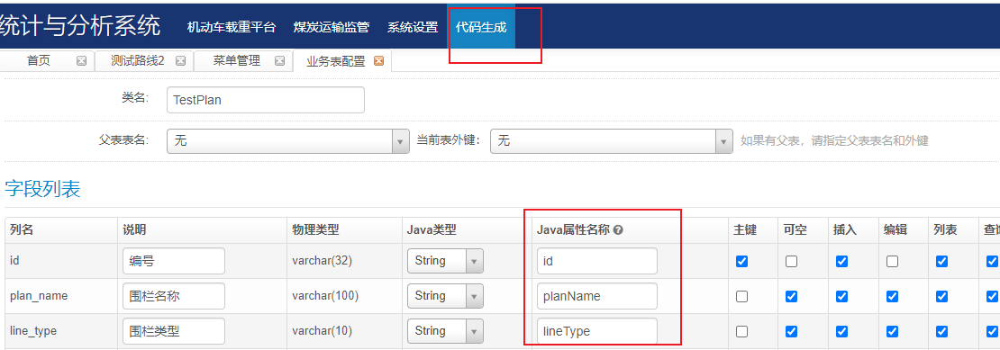 统计与分析系统 机动车载重平台 煤炭运输监管 系统设置 代码生成
首页 测试路线2 菜单管理 业务表配置
类名: TestPlan
父表表名: 无 当前表外键: 无 如果有父表，请指定父表表名和外键
字段列表
列名 说明 物理类型 Java类型 Java属性名称 主键 可空 插入 编辑 列表
id 编号 varchar(32) String id
plan_name 围栏名称 varchar(100) String planName
line_type 围栏类型 varchar(10) String lineType